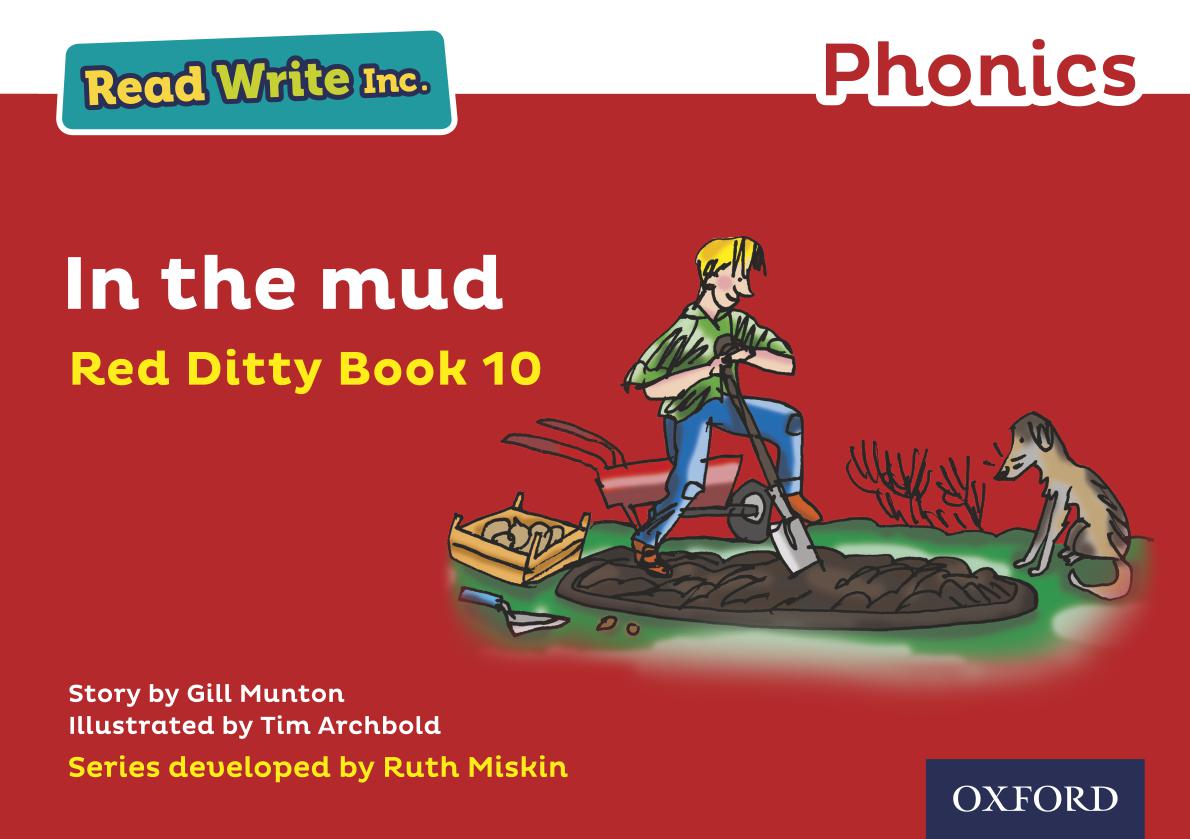 Read Write Inc.
Phonics
In the mud
Red Ditty Book 10
Story by Gill Munton
Illustrated by Tim Archbold
Series developed by Ruth Miskin
OXFORD